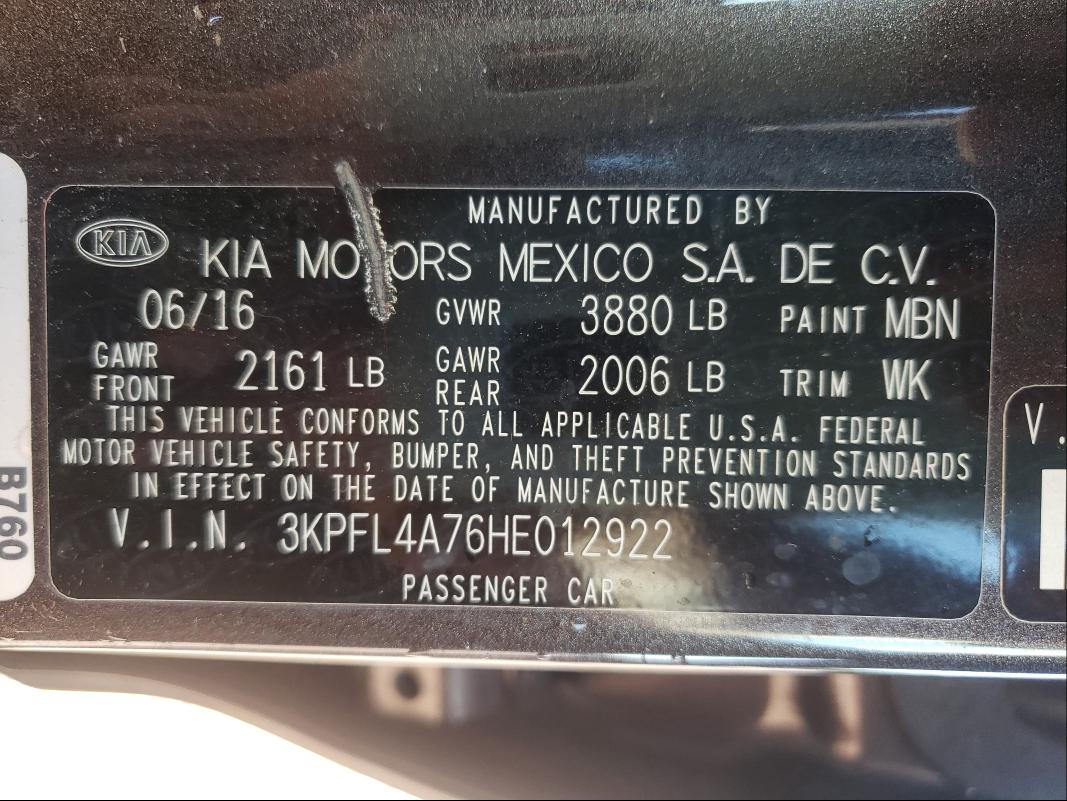 MANUFACTURED BY
KIA
KIA MOTORS MEXICO S.A. DE C.V.
06/16 GVWR 3880 LB PAINT MBN
GAWR FRONT 2161 LB GAWR REAR 2006 LB TRIM WK
THIS VEHICLE CONFORMS TO ALL APPLICABLE U.S.A. FEDERAL
MOTOR VEHICLE SAFETY, BUMPER, AND THEFT PREVENTION STANDARDS
IN EFFECT ON THE DATE OF MANUFACTURE SHOWN ABOVE.
V.I.N. 3KPFL4A76HE012922
PASSENGER CAR
B760
V.